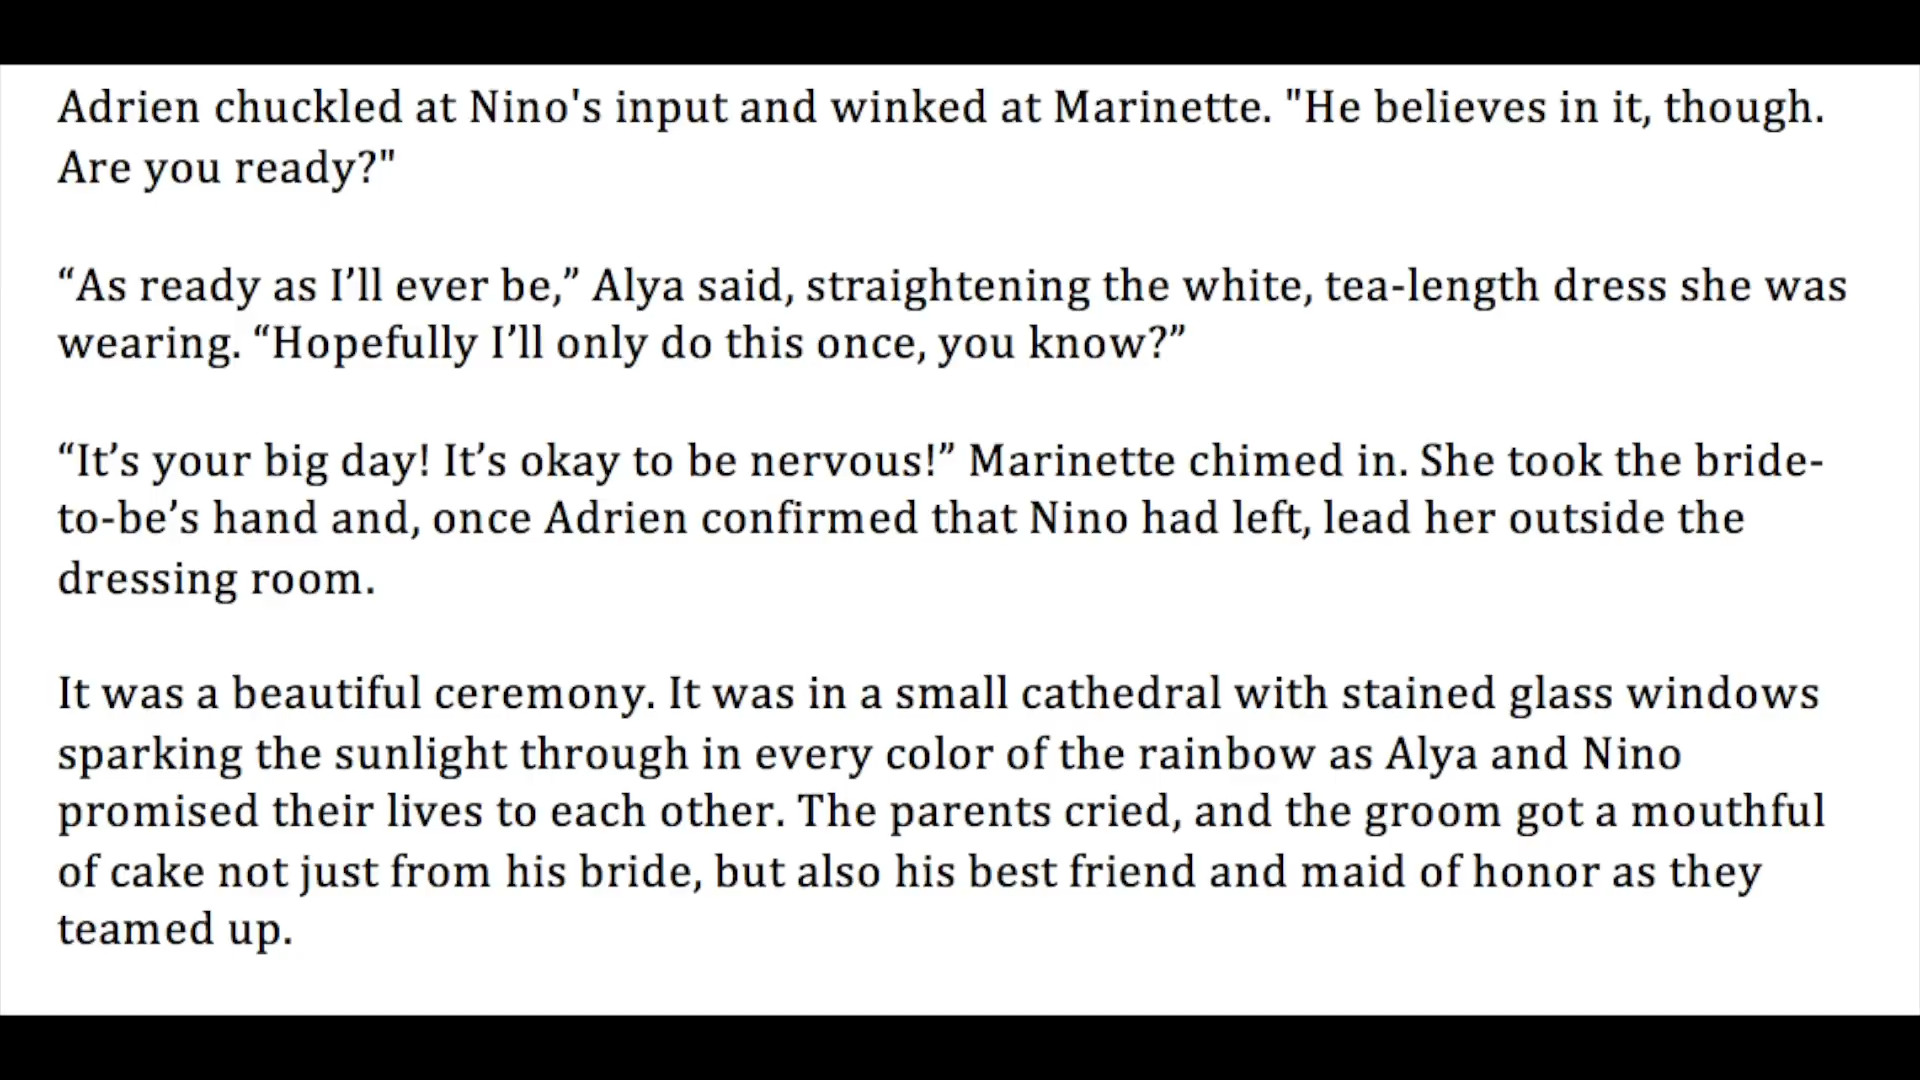 Adrien chuckled at Nino's input and winked at Marinette. "He believes in it, though.
Are you ready?"
“As ready as I’ll ever be,” Alya said, straightening the white, tea-length dress she was
wearing. “Hopefully I’ll only do this once, you know?”
“It’s your big day! It’s okay to be nervous!” Marinette chimed in. She took the bride-
to-be’s hand and, once Adrien confirmed that Nino had left, lead her outside the
dressing room.
It was a beautiful ceremony. It was in a small cathedral with stained glass windows
sparking the sunlight through in every color of the rainbow as Alya and Nino
promised their lives to each other. The parents cried, and the groom got a mouthful
of cake not just from his bride, but also his best friend and maid of honor as they
teamed up.